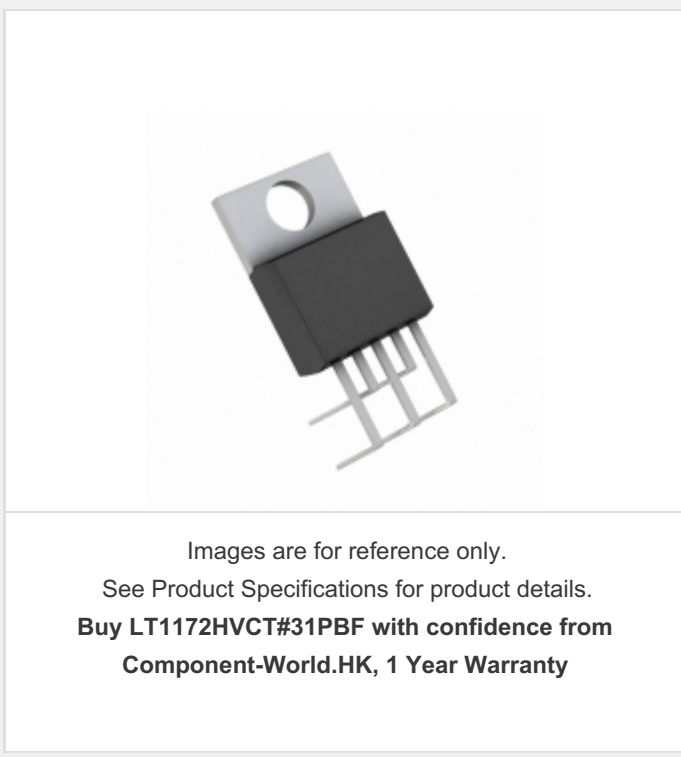 Images are for reference only.
See Product Specifications for product details.
Buy LT1172HVCT#31PBF with confidence from
Component-World.HK, 1 Year Warranty